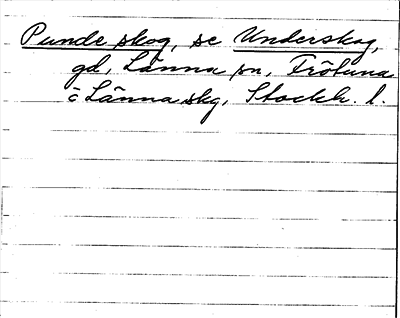 Punde skog, se Underskog,
gd, Länna sn, Frötuna
o Länna skg, Stockh. l.